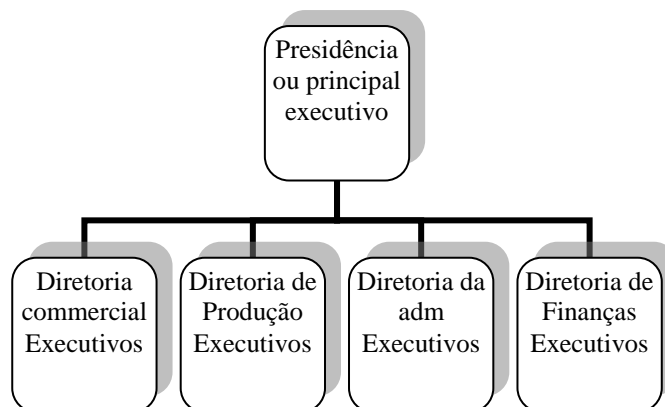 Presidência
ou principal
executivo
Diretoria
commercial
Executivos
Diretoria de
Produção
Executivos
Diretoria da
adm
Executivos
Diretoria de
Finanças
Executivos